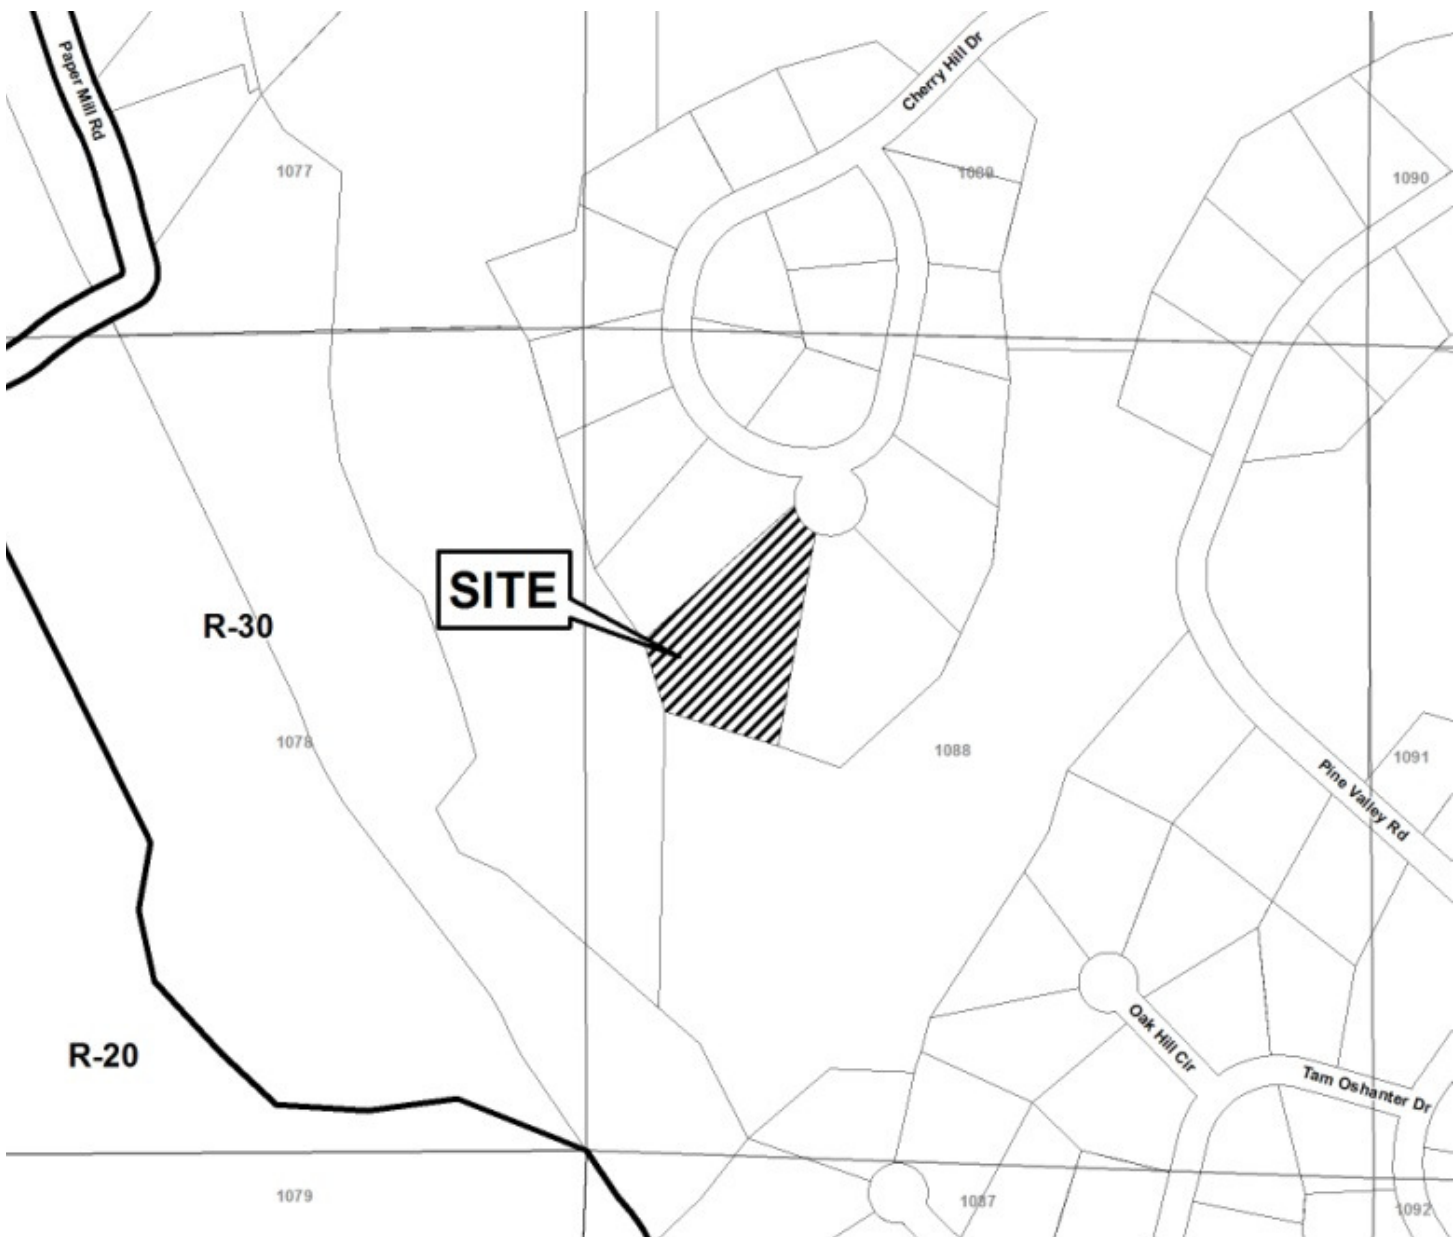 Paper Mill Rd
Cherry Hill Dr
1077
1089
1090
SITE
R-30
1078
1088
1091
Pine Valley Rd
Oak Hill Cir
R-20
Tam Oshanter Dr
1079
1087
1092